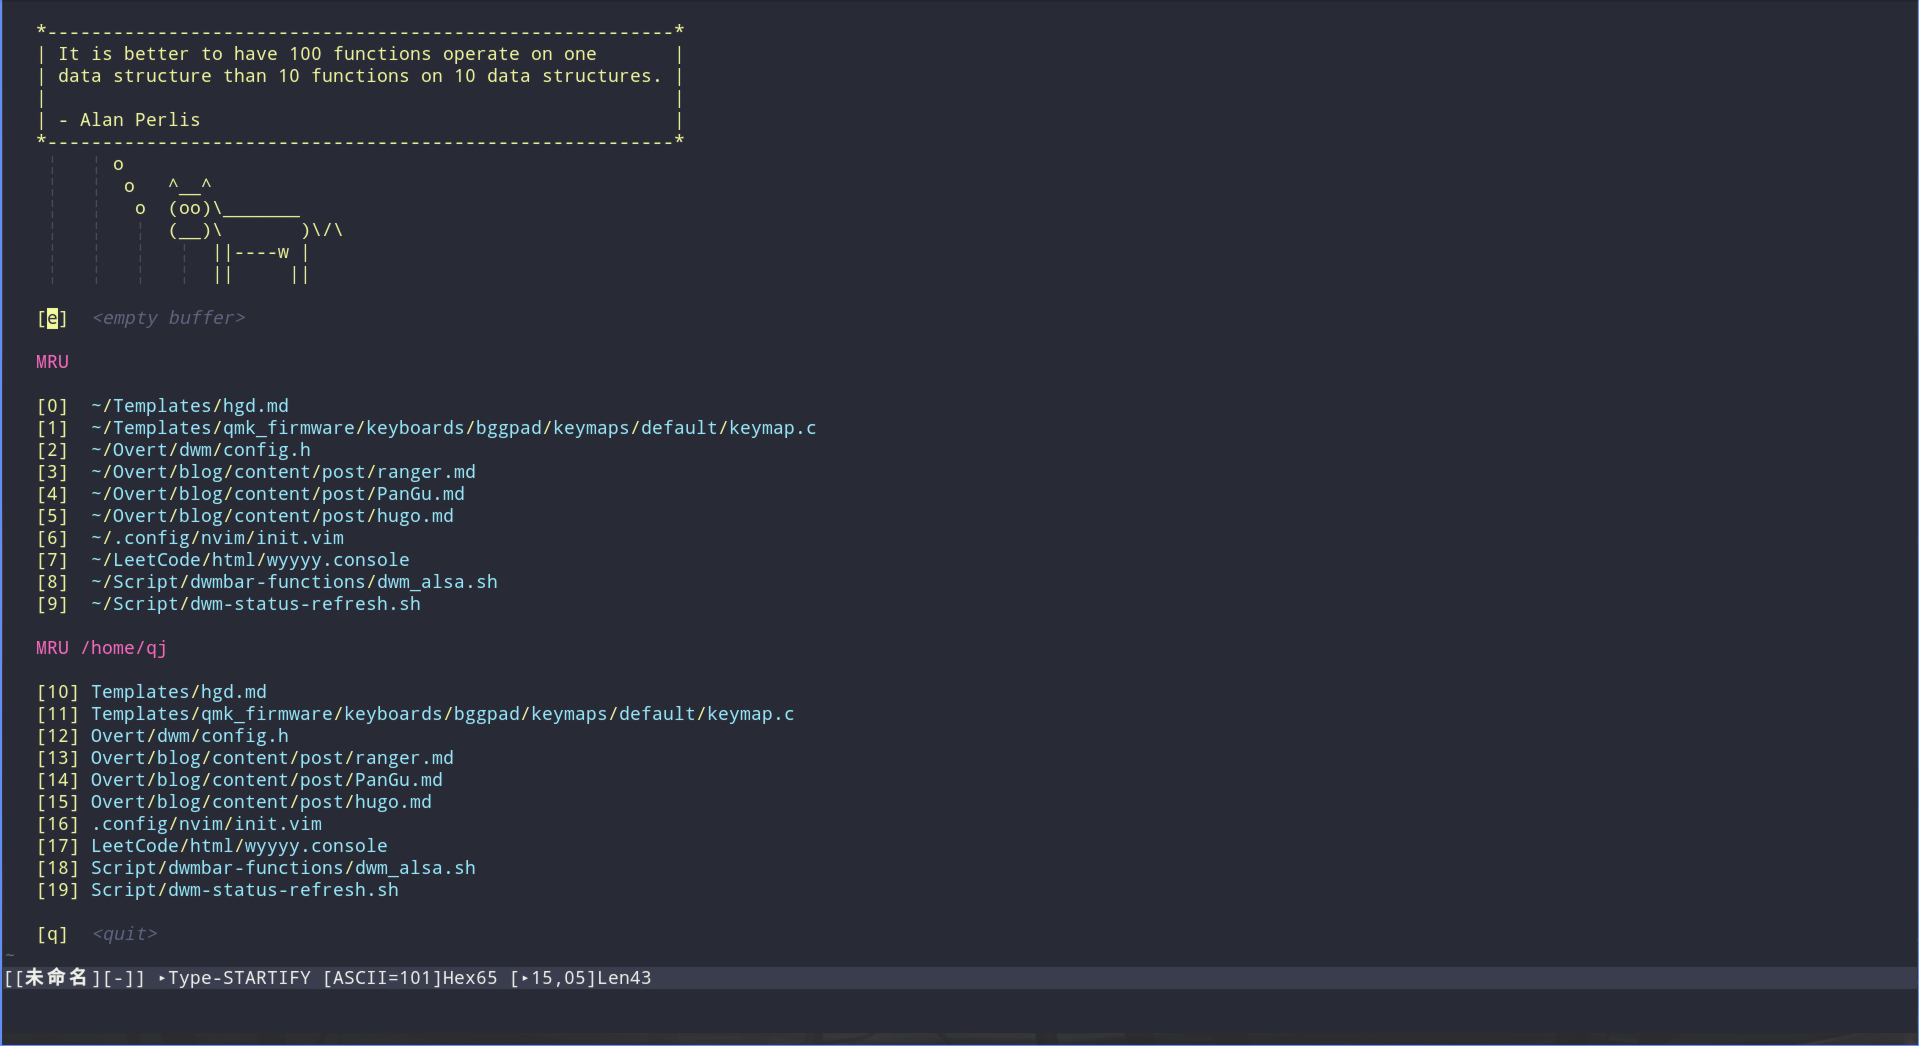 *---------------------------------------------------------*
| It is better to have 100 functions operate on one       |
| data structure than 10 functions on 10 data structures. |
|                                                         |
| - Alan Perlis                                           |
*---------------------------------------------------------*
       o
        o   ^__^
         o  (oo)\_______
            (__)\       )\/\
                ||----w |
                ||     ||
[e]  <empty buffer>
MRU
[0]  ~/Templates/hgd.md
[1]  ~/Templates/qmk_firmware/keyboards/bggpad/keymaps/default/keymap.c
[2]  ~/Overt/dwm/config.h
[3]  ~/Overt/blog/content/post/ranger.md
[4]  ~/Overt/blog/content/post/PanGu.md
[5]  ~/Overt/blog/content/post/hugo.md
[6]  ~/.config/nvim/init.vim
[7]  ~/LeetCode/html/wyyyy.console
[8]  ~/Script/dwmbar-functions/dwm_alsa.sh
[9]  ~/Script/dwm-status-refresh.sh
MRU /home/qj
[10] Templates/hgd.md
[11] Templates/qmk_firmware/keyboards/bggpad/keymaps/default/keymap.c
[12] Overt/dwm/config.h
[13] Overt/blog/content/post/ranger.md
[14] Overt/blog/content/post/PanGu.md
[15] Overt/blog/content/post/hugo.md
[16] .config/nvim/init.vim
[17] LeetCode/html/wyyyy.console
[18] Script/dwmbar-functions/dwm_alsa.sh
[19] Script/dwm-status-refresh.sh
[q]  <quit>
~
[[未命名][-]] ‣Type-STARTIFY [ASCII=101]Hex65 [‣15,05]Len43